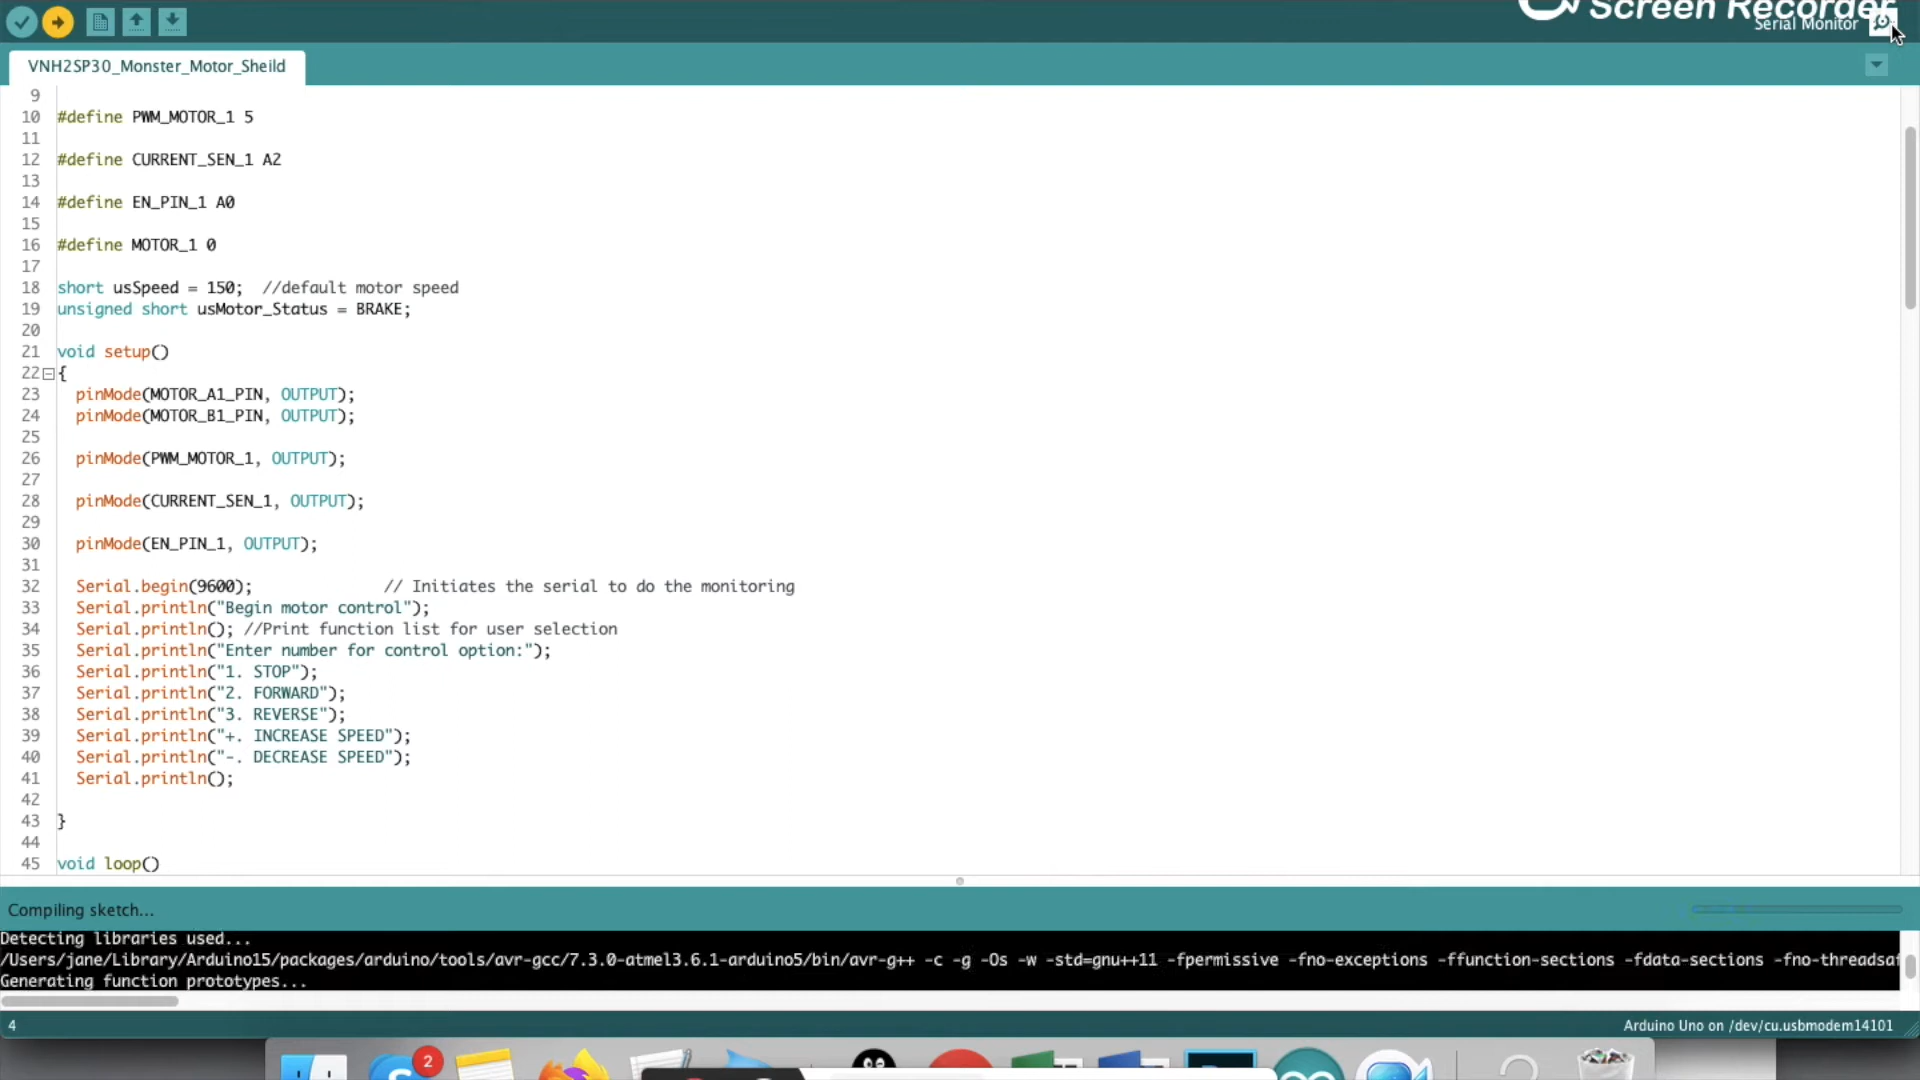 Screen Recorder
Serial Monitor
VNH2SP30_Monster_Motor_Sheild
9
10 #define PWM_MOTOR_1 5
11
12 #define CURRENT_SEN_1 A2
13
14 #define EN_PIN_1 A0
15
16 #define MOTOR_1 0
17
18 short usSpeed = 150;  //default motor speed
19 unsigned short usMotor_Status = BRAKE;
20
21 void setup()
22 {
23   pinMode(MOTOR_A1_PIN, OUTPUT);
24   pinMode(MOTOR_B1_PIN, OUTPUT);
25
26   pinMode(PWM_MOTOR_1, OUTPUT);
27
28   pinMode(CURRENT_SEN_1, OUTPUT);
29
30   pinMode(EN_PIN_1, OUTPUT);
31
32   Serial.begin(9600);              // Initiates the serial to do the monitoring
33   Serial.println("Begin motor control");
34   Serial.println(); //Print function list for user selection
35   Serial.println("Enter number for control option:");
36   Serial.println("1. STOP");
37   Serial.println("2. FORWARD");
38   Serial.println("3. REVERSE");
39   Serial.println("+. INCREASE SPEED");
40   Serial.println("-. DECREASE SPEED");
41   Serial.println();
42
43 }
44
45 void loop()
Compiling sketch...
Detecting libraries used...
/Users/jane/Library/Arduino15/packages/arduino/tools/avr-gcc/7.3.0-atmel3.6.1-arduino5/bin/avr-g++ -c -g -Os -w -std=gnu++11 -fpermissive -fno-exceptions -ffunction-sections -fdata-sections -fno-threadsaf
Generating function prototypes...
4
Arduino Uno on /dev/cu.usbmodem14101
2